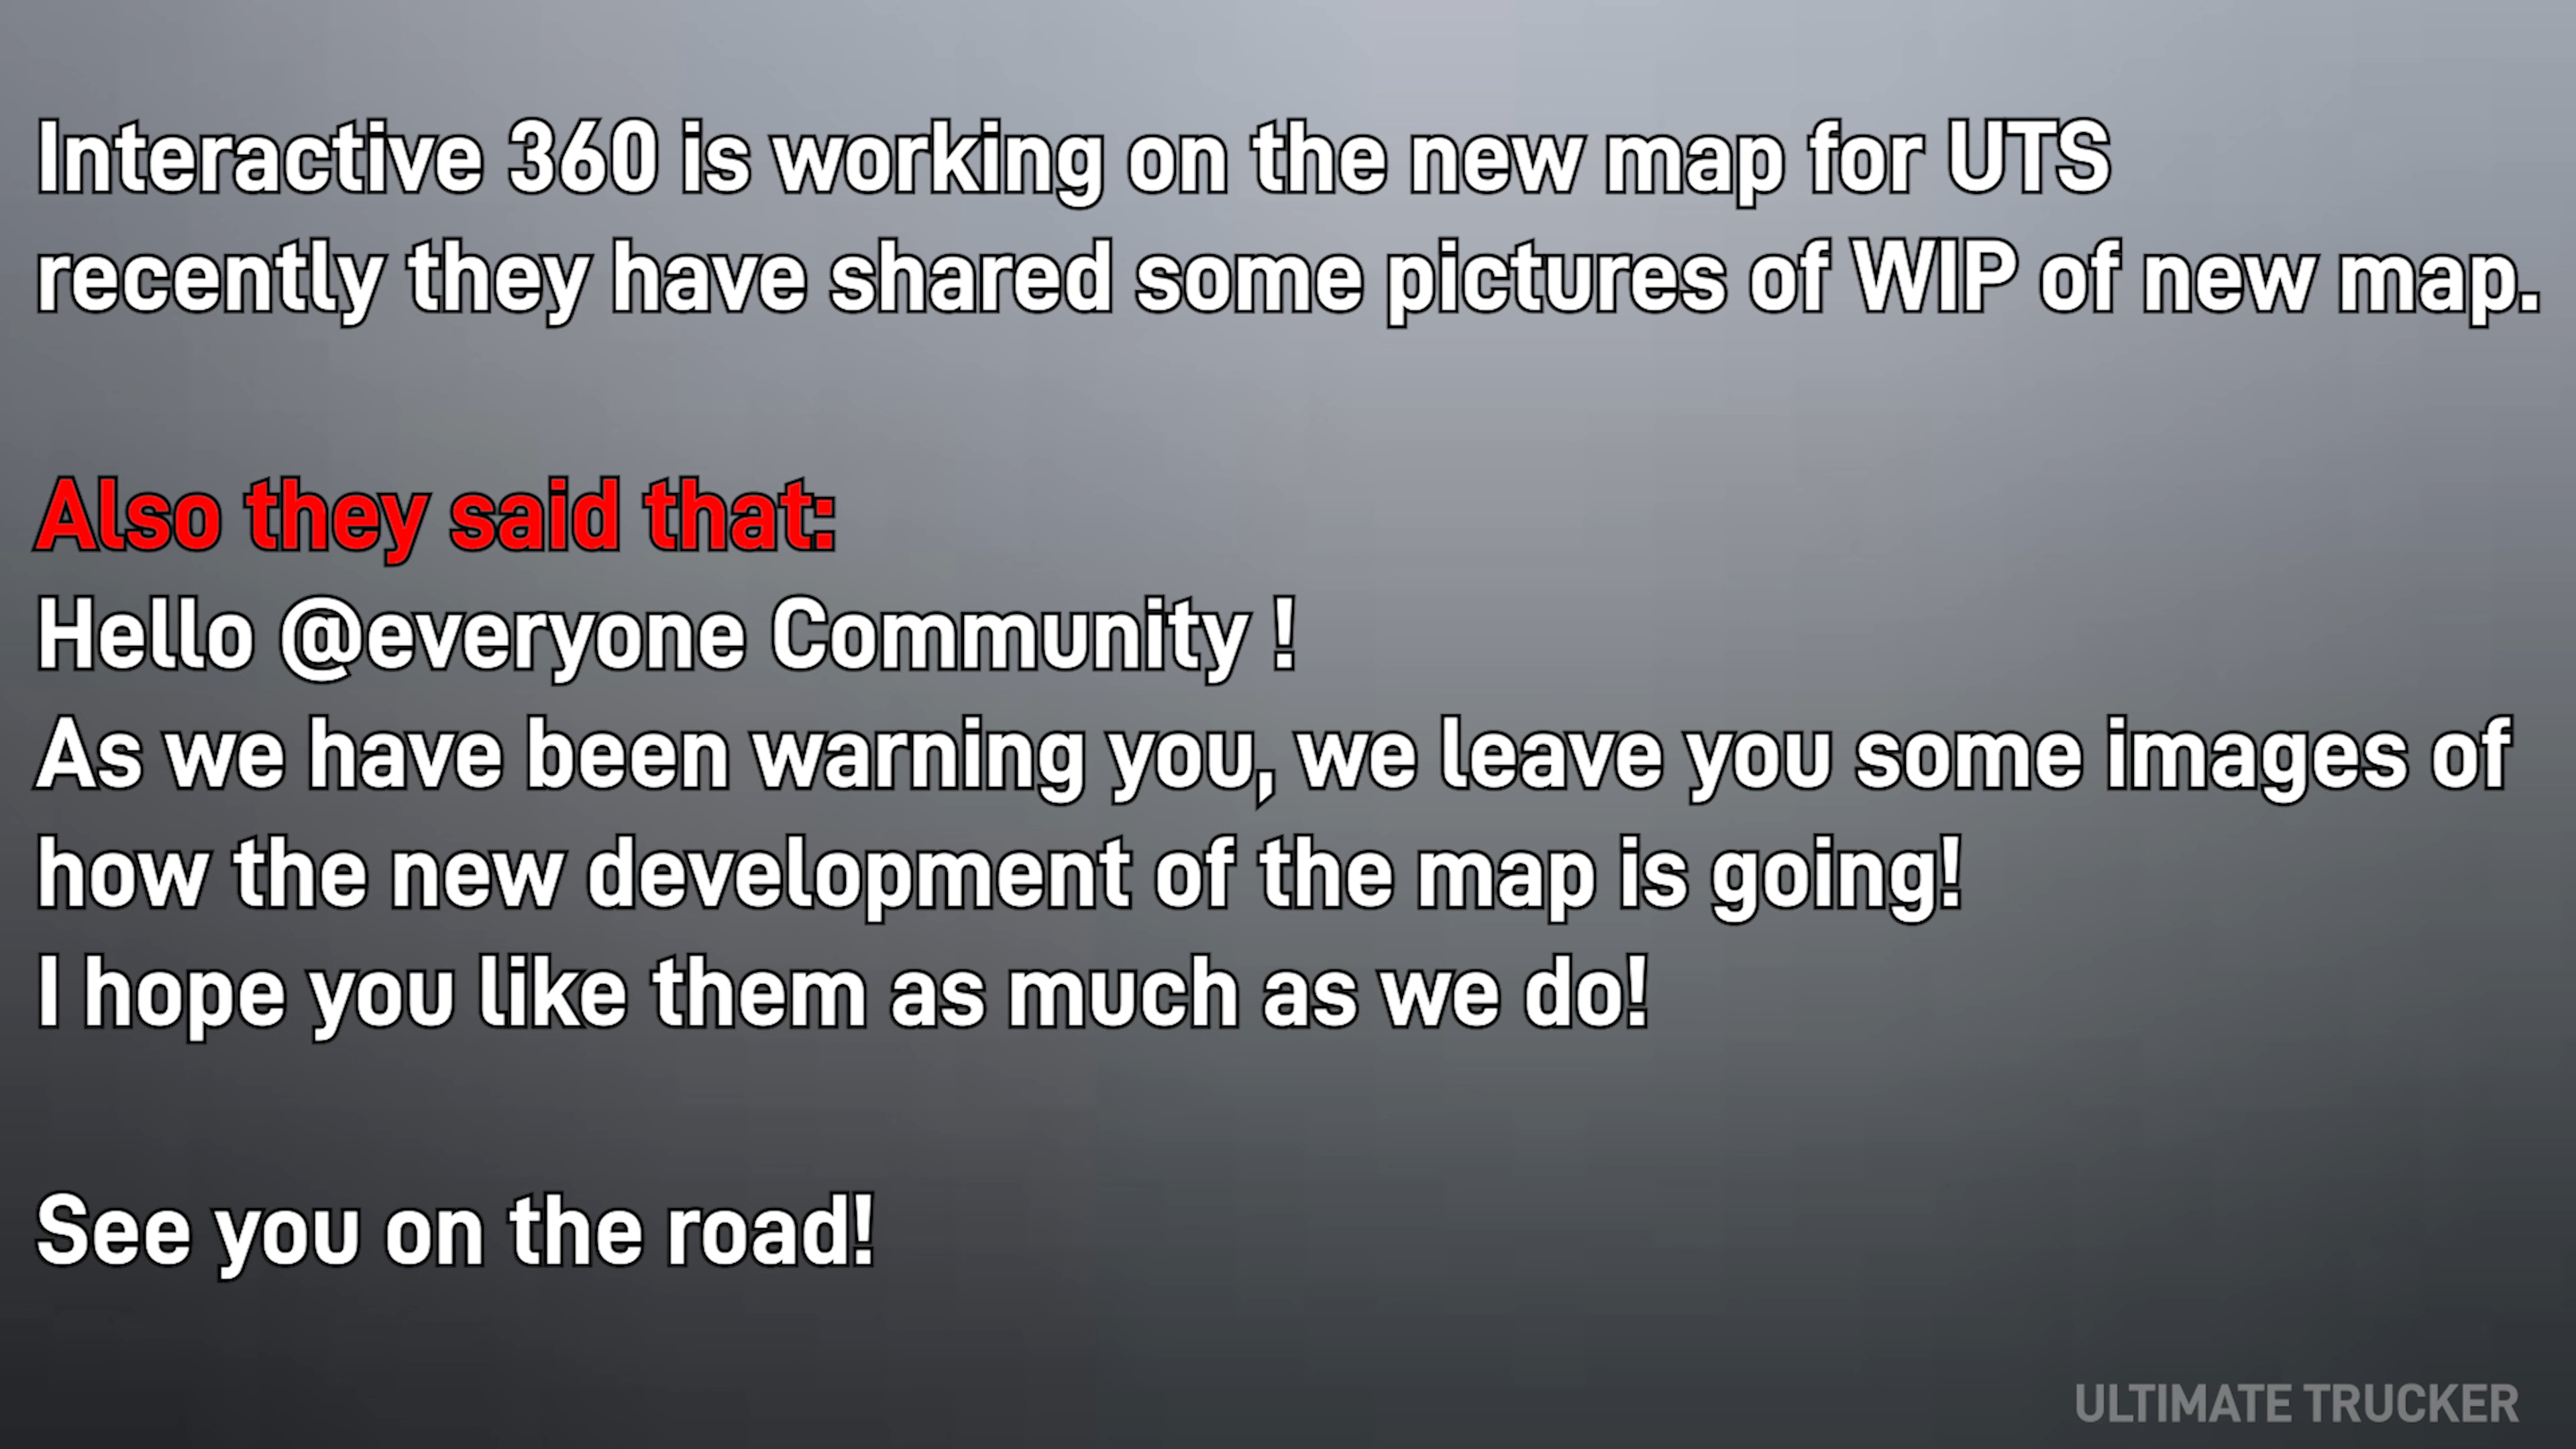 Interactive 360 is working on the new map for UTS
recently they have shared some pictures of WIP of new map.
Also they said that:
Hello @everyone Community !
As we have been warning you, we leave you some images of
how the new development of the map is going!
I hope you like them as much as we do!
See you on the road!
ULTIMATE TRUCKER